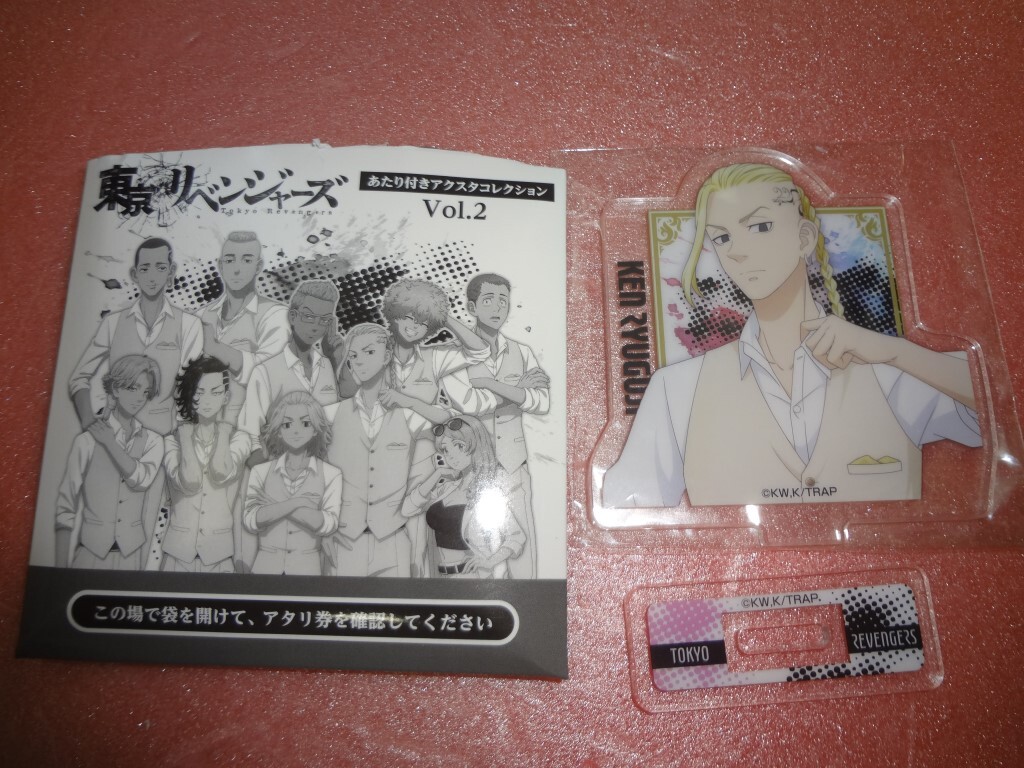 東京リベンジャーズ
Tokyo Revengers
あたり付きアクスタコレクション
Vol.2
この場で袋を開けて、アタリ券を確認してください
KEN RYUGUJI
©KW,K/TRAP
©KW,K/TRAP.
TOKYO
REVENGERS